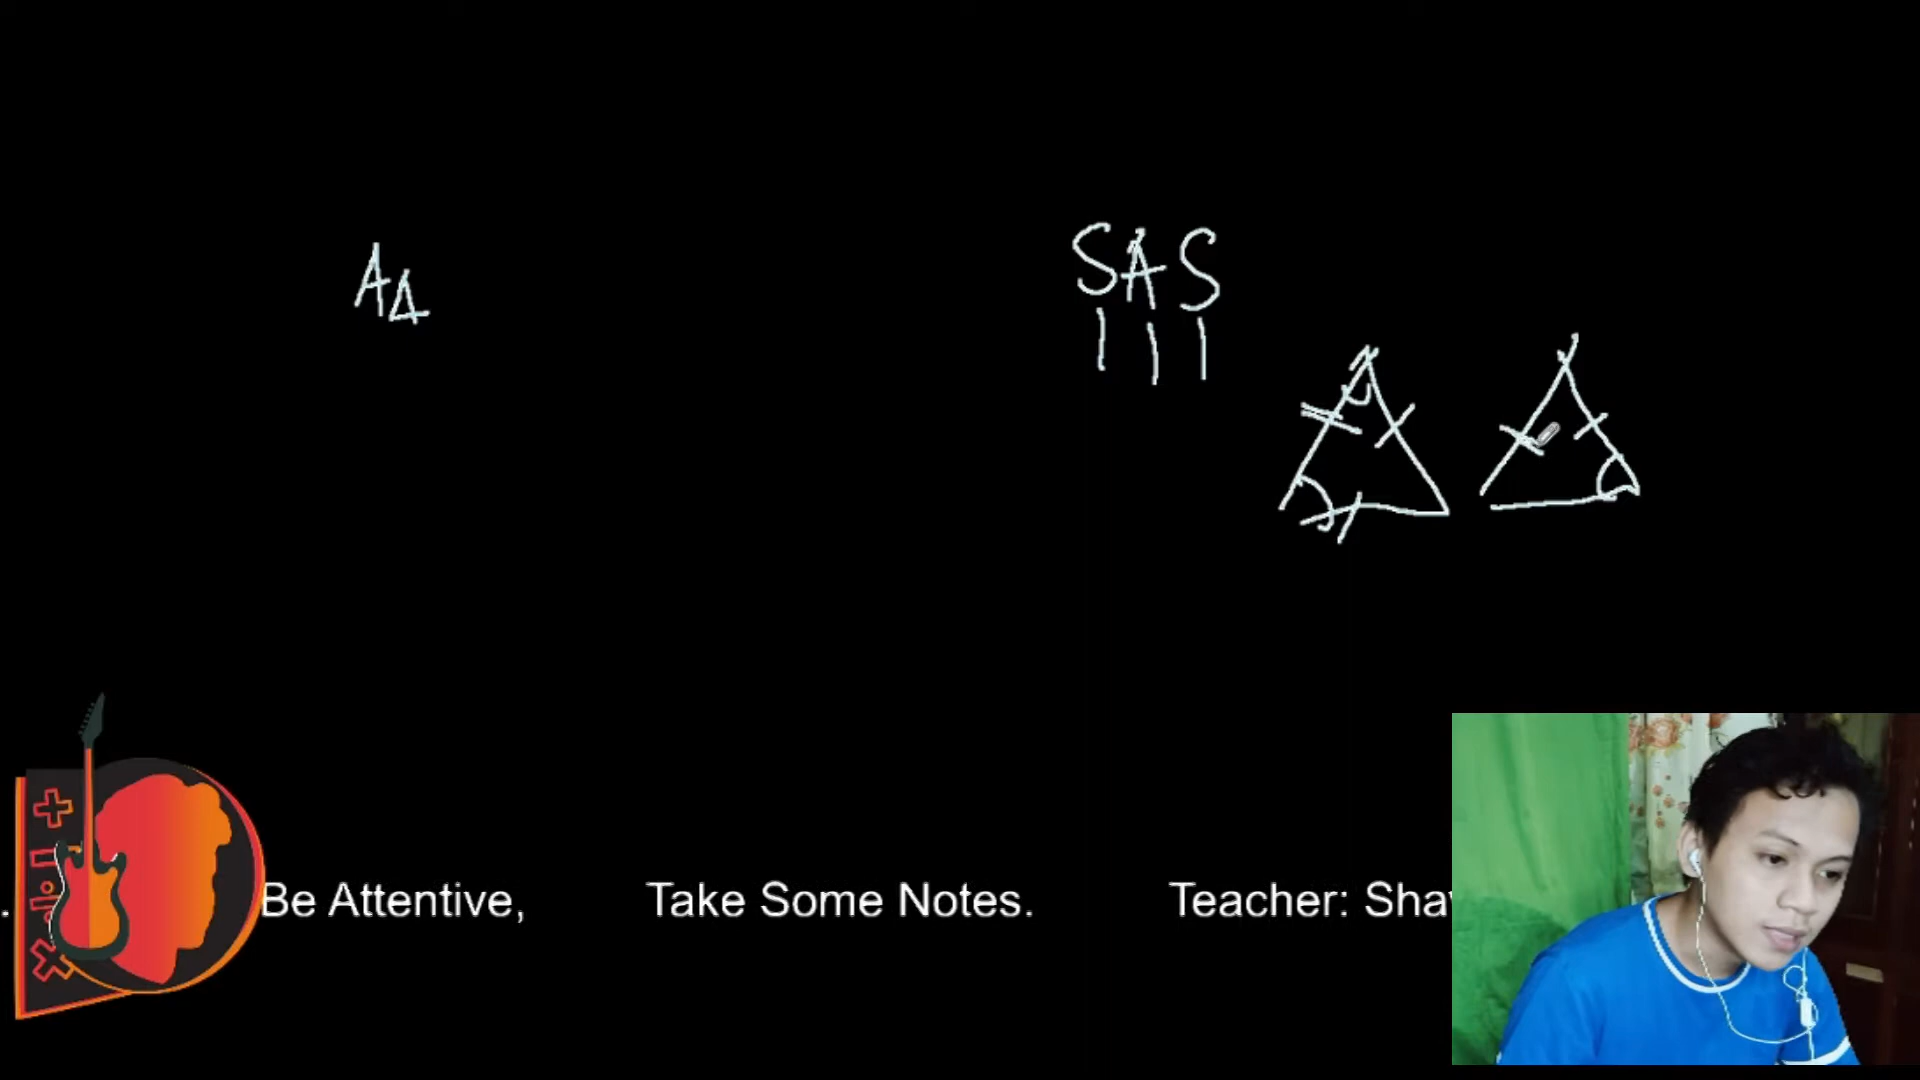 A△
SAS
. Be Attentive, Take Some Notes. Teacher: Sha